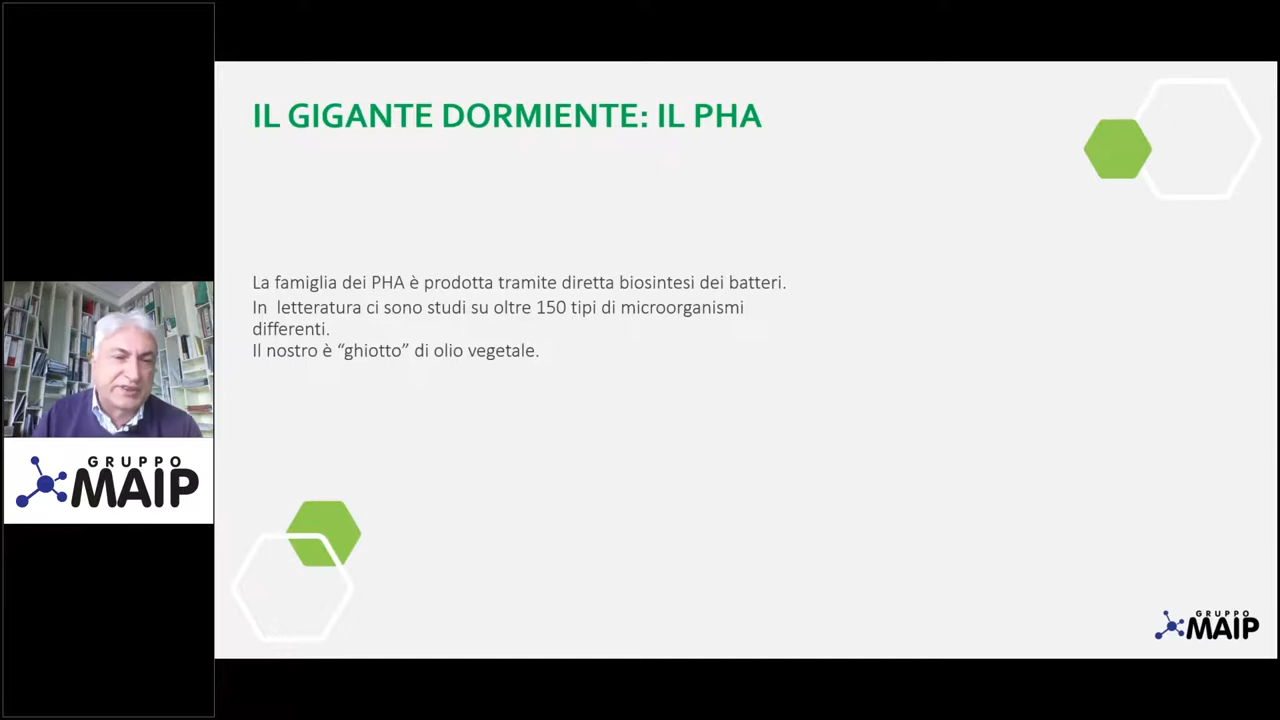 IL GIGANTE DORMIENTE: IL PHA
La famiglia dei PHA è prodotta tramite diretta biosintesi dei batteri.
In  letteratura ci sono studi su oltre 150 tipi di microorganismi
differenti.
Il nostro è “ghiotto” di olio vegetale.
GRUPPO
MAIP
GRUPPO
MAIP